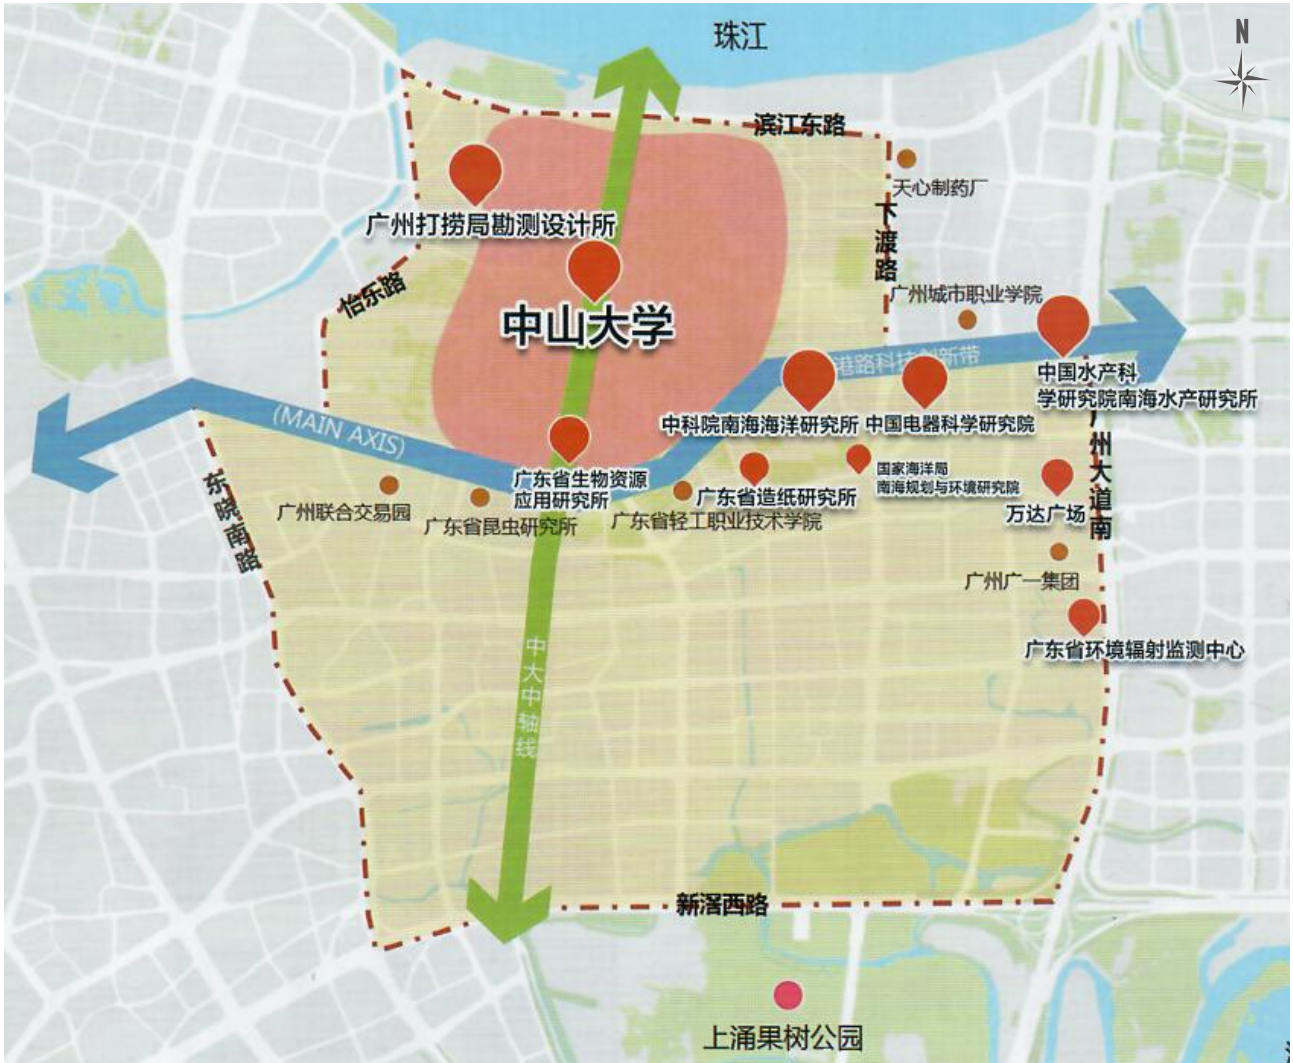 珠江
N
滨江东路
天心制药厂
广州打捞局勘测设计所
下渡路
怡乐路
广州城市职业学院
中山大学
港路科技创新带
中国水产科
学研究院南海水产研究所
(MAIN AXIS)
中科院南海海洋研究所
中国电器科学研究院
广州大道南
国家海洋局
南海规划与环境研究院
广东省生物资源
应用研究所
广东省造纸研究所
东晓南路
广州联合交易园
广东省昆虫研究所
广东省轻工职业技术学院
万达广场
广州广一集团
广东省环境辐射监测中心
中大中轴线
新滘西路
上涌果树公园